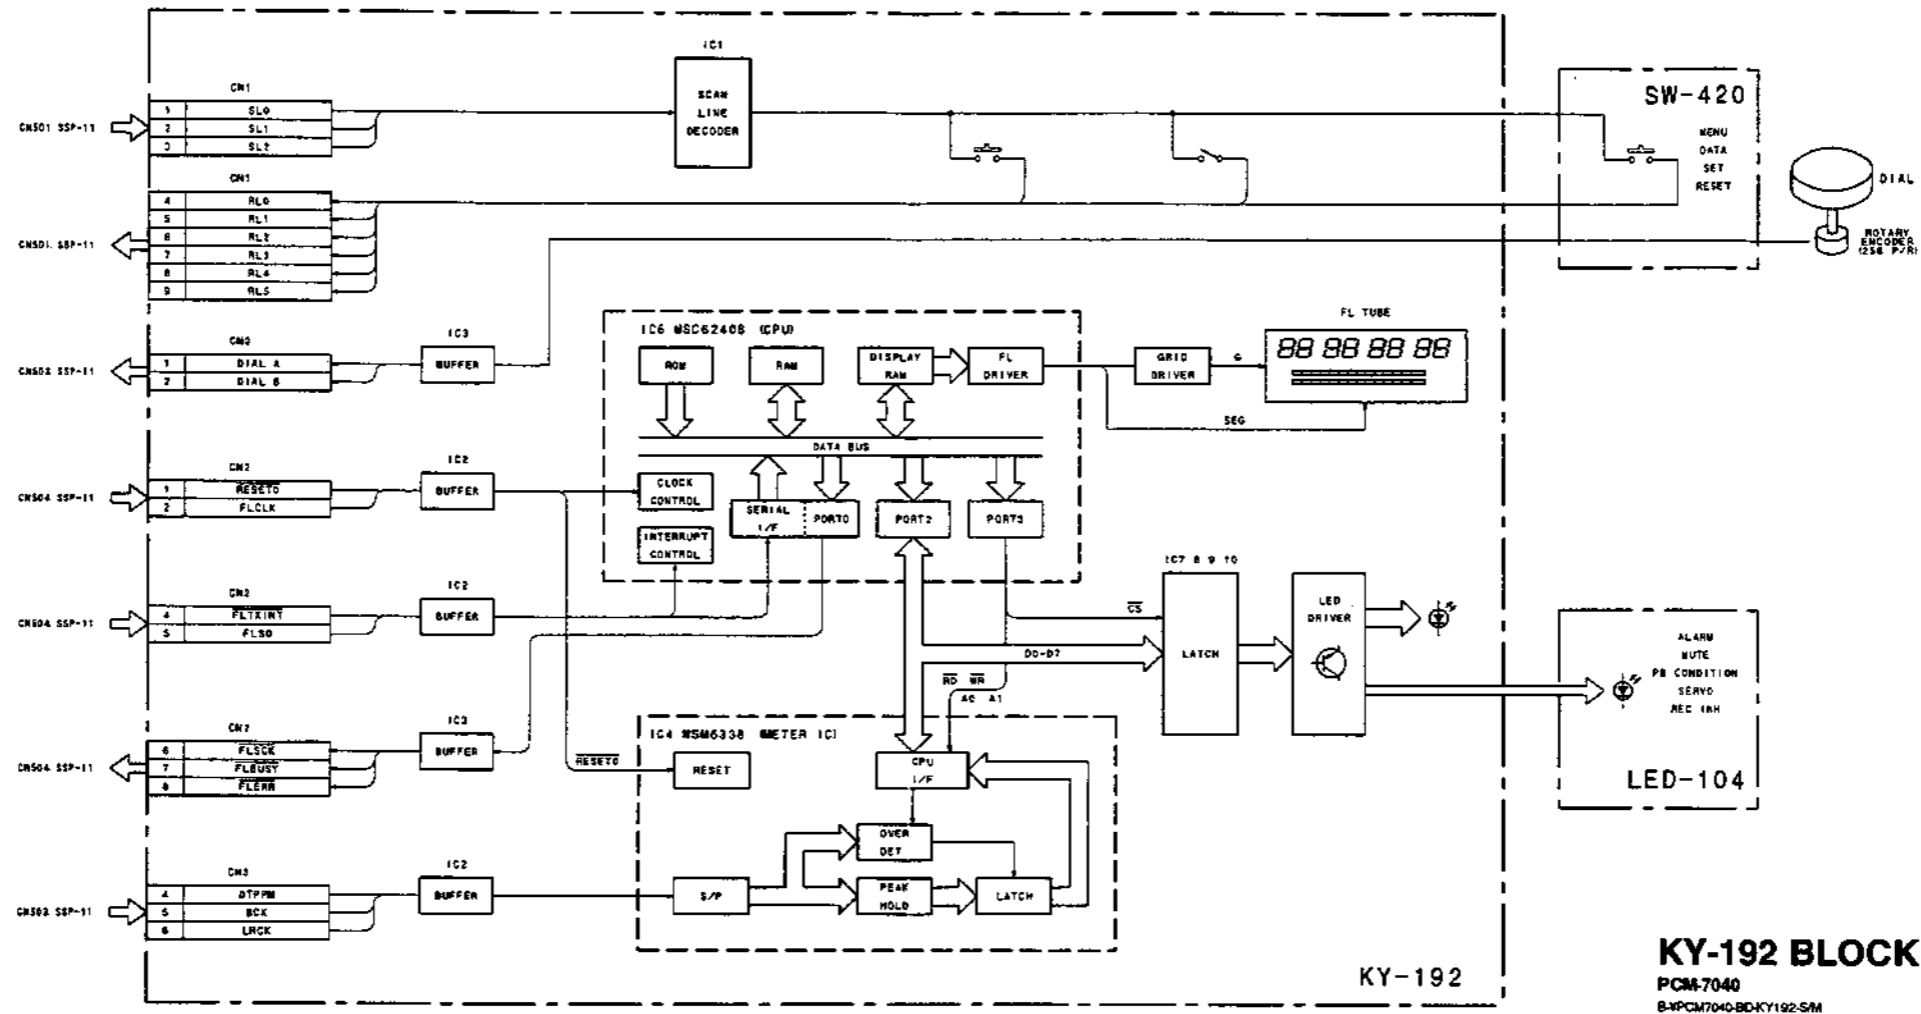 IC1
SCAN
LINE
DECODER
CN1
1 SL0
2 SL1
3 SL2
CN501 SSP-11
CN1
4 RL0
5 RL1
6 RL2
7 RL3
8 RL4
9 RL5
CN501 SSP-11
SW-420
MENU
DATA
SET
RESET
DIAL
ROTARY
ENCODER
(256 P/R)
1 DIAL A
2 DIAL B
SSP-11
IC3
BUFFER
IC6 MSC62408 (CPU)
ROM
RAM
DISPLAY
RAM
FL
DRIVER
GRID
DRIVER
G
SEG
FL TUBE
88 88 88 88
DATA BUS
CLOCK
CONTROL
INTERRUPT
CONTROL
SERIAL
I/F
PORT0
PORT2
PORT3
CN2
1 RESET0
2 FLCLK
CN504 SSP-11
IC2
BUFFER
CN2
4 FLTXINT
5 FLSO
CN504 SSP-11
IC2
BUFFER
CN2
6 FLSCK
7 FLBUSY
8 FLERR
CN504 SSP-11
IC3
BUFFER
CN3
4 DTPPM
5 BCK
6 LRCK
CN503 SSP-11
IC2
BUFFER
IC7 8 9 10
LATCH
CS
D0-D7
RD WR
A0 A1
LED
DRIVER
ALARM
MUTE
PB CONDITION
SERVO
REC INH
LED-104
IC4 MSM6338 (METER IC)
RESET0
RESET
CPU
I/F
OVER
DET
S/P
PEAK
HOLD
LATCH
KY-192
KY-192 BLOCK
PCM-7040
B-VPCM7040-BD-KY192-S/M